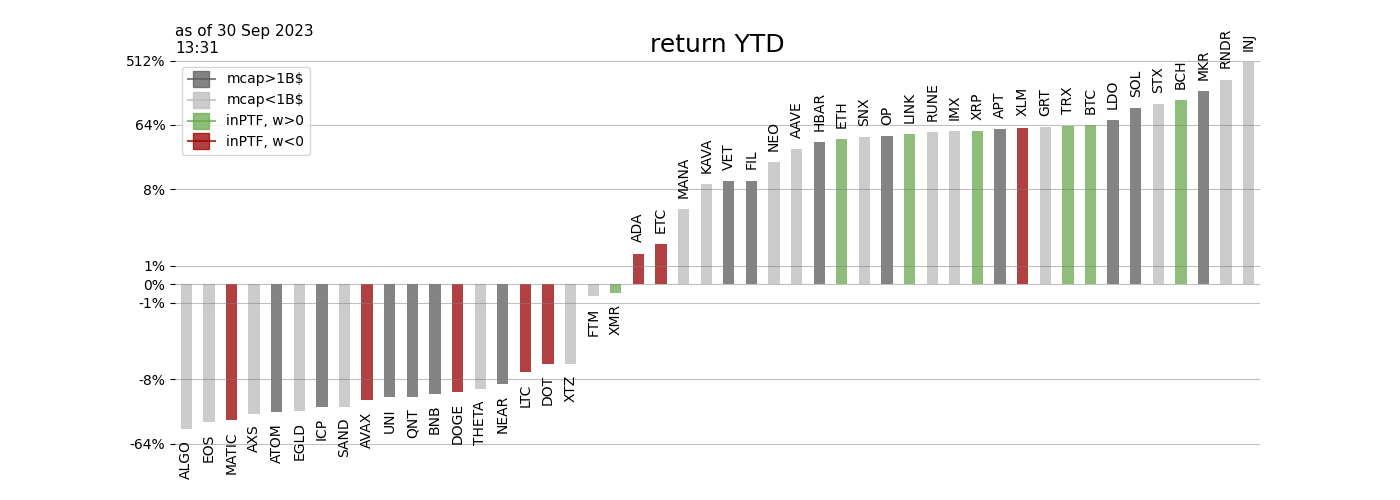 as of 30 Sep 2023
13:31
return YTD
512%
64%
8%
1%
0%
-1%
-8%
-64%
mcap>1B$
mcap<1B$
inPTF, w>0
inPTF, w<0
ALGO
EOS
MATIC
AXS
ATOM
EGLD
ICP
SAND
AVAX
UNI
QNT
BNB
DOGE
THETA
NEAR
LTC
DOT
XTZ
FTM
XMR
ADA
ETC
MANA
KAVA
VET
FIL
NEO
AAVE
HBAR
ETH
SNX
OP
LINK
RUNE
IMX
XRP
APT
XLM
GRT
TRX
BTC
LDO
SOL
STX
BCH
MKR
RNDR
INJ